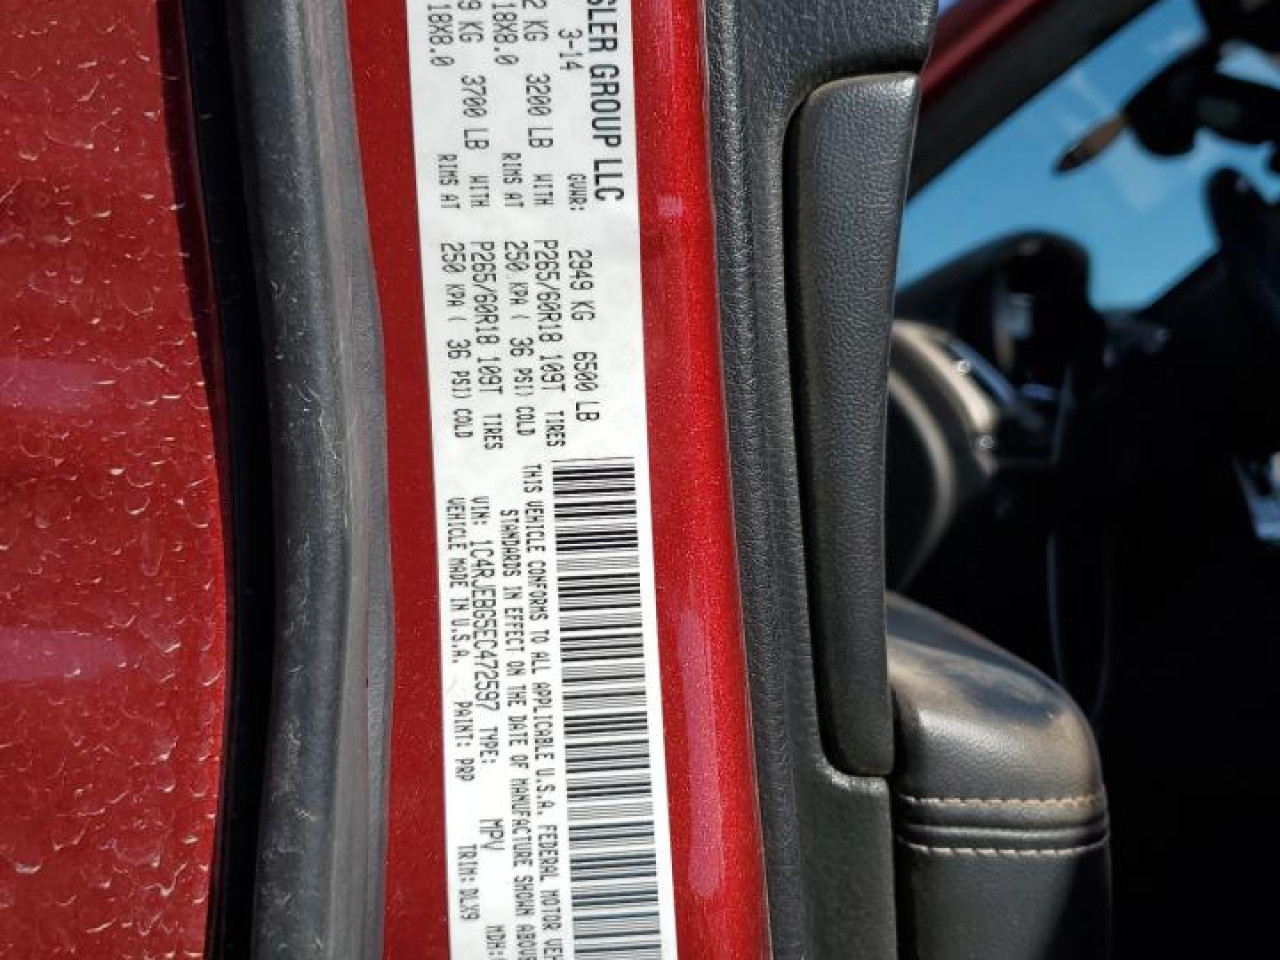 SLER GROUP LLC
3-14 GVWR: 2949 KG 6500 LB
2 KG 3200 LB WITH P265/60R18 109T TIRES
18X8.0 RIMS AT 250 KPA ( 36 PSI) COLD
9 KG 3700 LB WITH P265/60R18 109T TIRES
18X8.0 RIMS AT 250 KPA ( 36 PSI) COLD
THIS VEHICLE CONFORMS TO ALL APPLICABLE U.S.A. FEDERAL MOTOR VEH
STANDARDS IN EFFECT ON THE DATE OF MANUFACTURE SHOWN ABOVE
VIN: 1C4RJEBG5EC472597 TYPE: MPV MDH:
VEHICLE MADE IN U.S.A. PAINT: PRP TRIM: DLX9